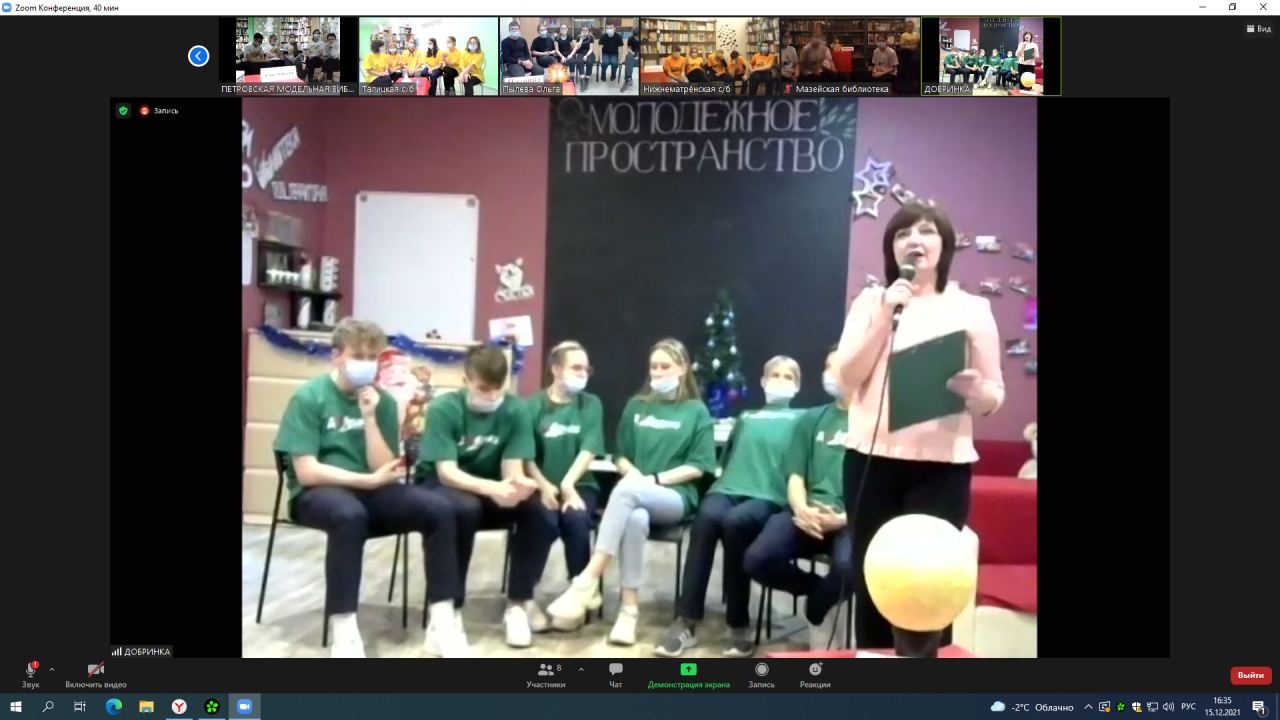 Zoom Конференция, 40 мин
Вид
ПЕТРОВСКАЯ МОДЕЛЬНАЯ БИБ...
Талицкая с/б
Пылева Ольга
Нижнематрёнская с/б
Мазейская библиотека
ДОБРИНКА
Запись
МОЛОДЕЖНОЕ
ПРОСТРАНСТВО
ДОБРИНКА
Звук
Включить видео
8
Участники
Чат
Демонстрация экрана
Запись
Реакции
Выйти
-2°C Облачно
РУС
16:35
15.12.2021
1